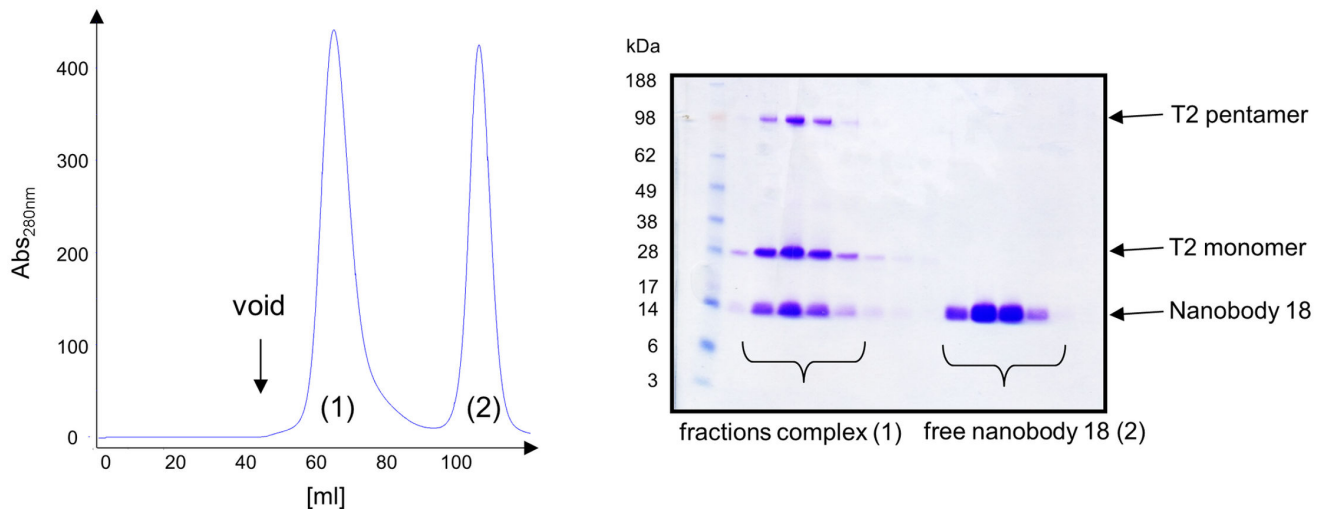 Abs280nm
400
300
200
100
0
void
(1)
(2)
0 20 40 60 80 100
[ml]
kDa
188
98
62
49
38
28
17
14
6
3
T2 pentamer
T2 monomer
Nanobody 18
fractions complex (1) free nanobody 18 (2)